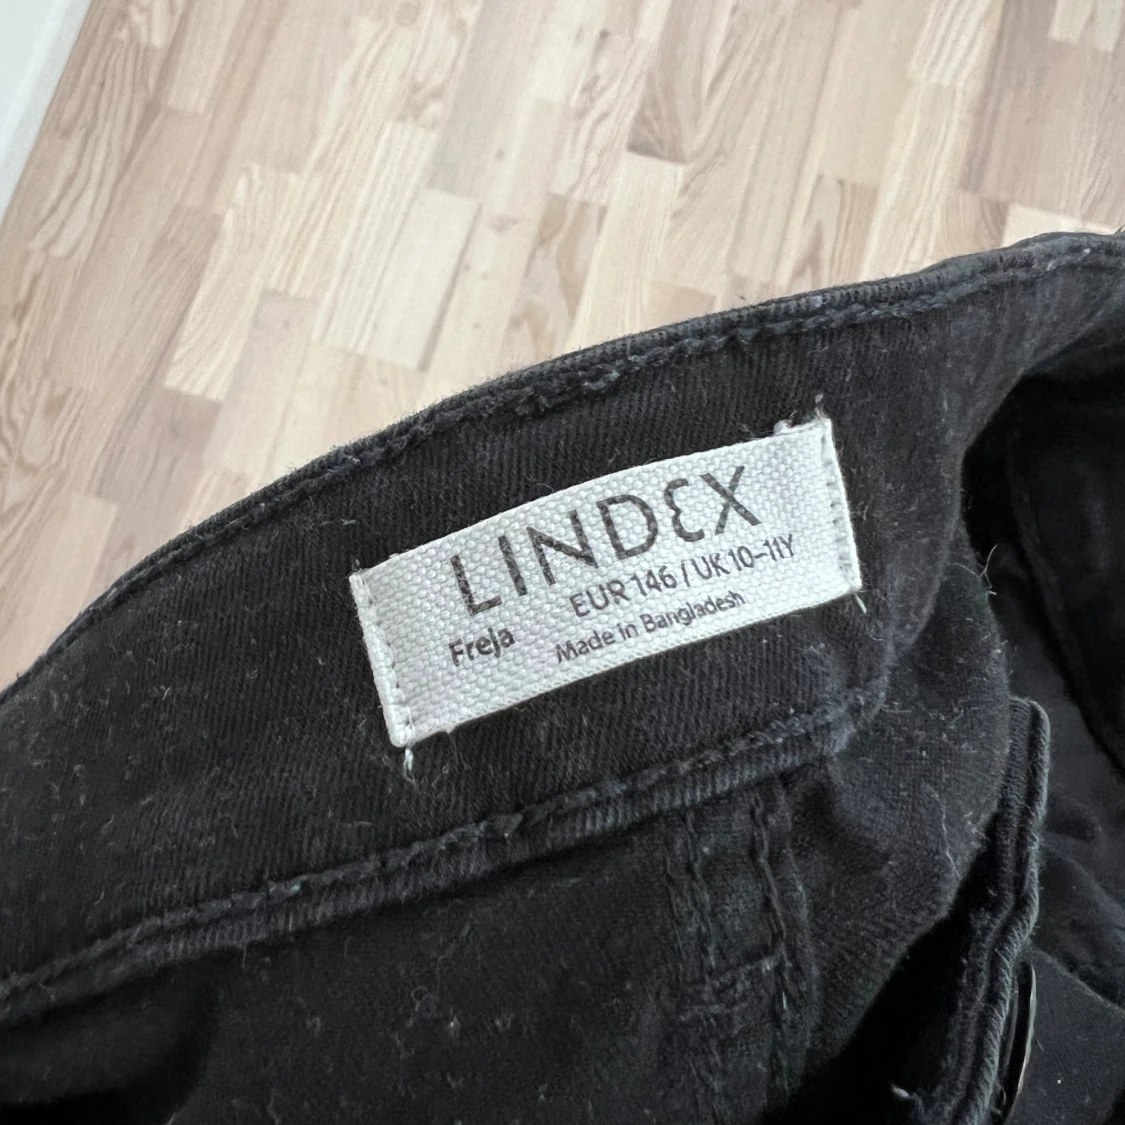 LINDEX
EUR 146 / UK 10-11Y
Freja
Made in Bangladesh